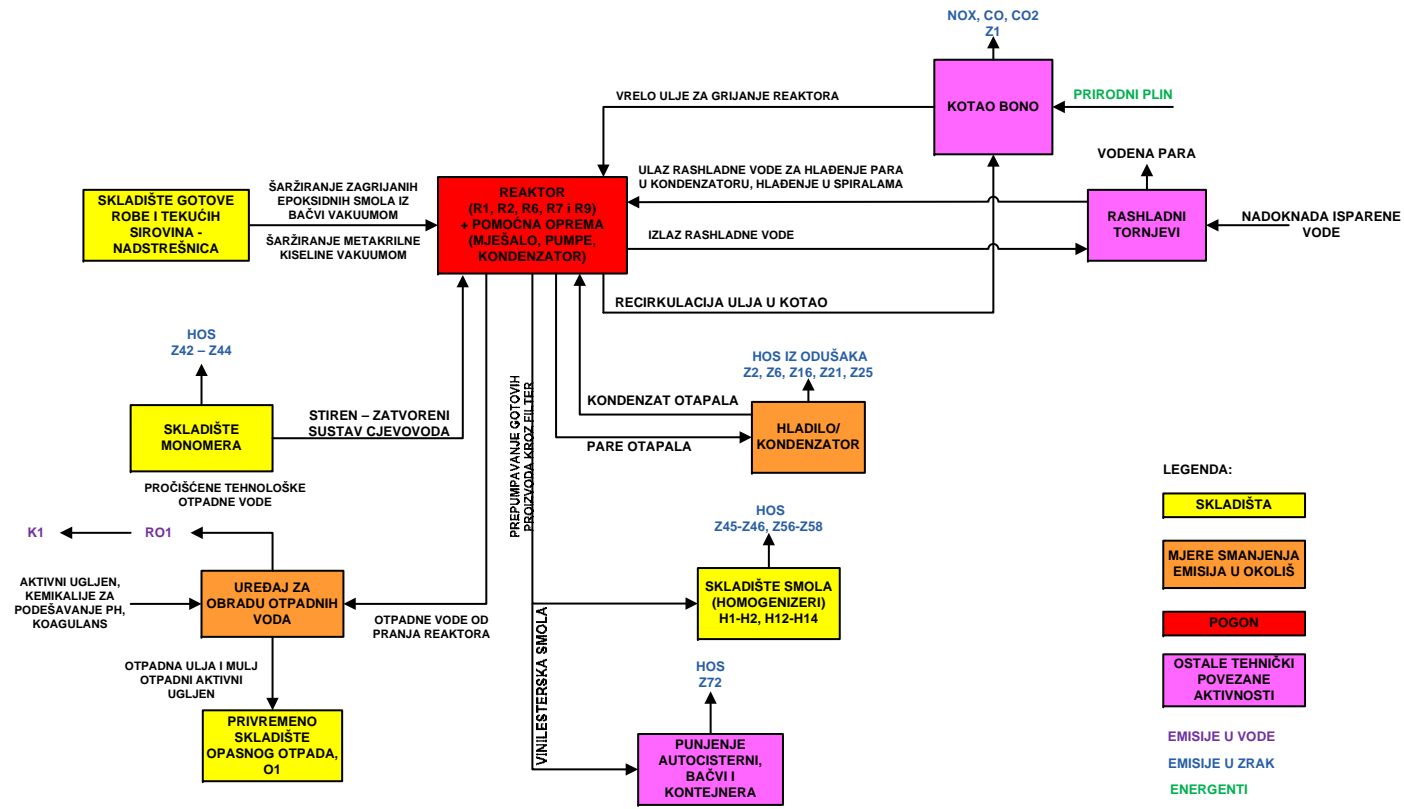 NOX, CO, CO2
Z1
KOTAO BONO
PRIRODNI PLIN
VRELO ULJE ZA GRIJANJE REAKTORA
VODENA PARA
ULAZ RASHLADNE VODE ZA HLAĐENJE PARA
U KONDENZATORU, HLAĐENJE U SPIRALAMA
SKLADIŠTE GOTOVE
ROBE I TEKUĆIH
SIROVINA -
NADSTREŠNICA
ŠARŽIRANJE ZAGRIJANIH
EPOKSIDNIH SMOLA IZ
BAČVI VAKUUMOM
ŠARŽIRANJE METAKRILNE
KISELINE VAKUUMOM
REAKTOR
(R1, R2, R6, R7 i R9)
+ POMOĆNA OPREMA
(MJEŠALO, PUMPE,
KONDENZATOR)
IZLAZ RASHLADNE VODE
RASHLADNI
TORNJEVI
NADOKNADA ISPARENE
VODE
RECIRKULACIJA ULJA U KOTAO
HOS
Z42 – Z44
SKLADIŠTE
MONOMERA
STIREN – ZATVORENI
SUSTAV CJEVOVODA
PREPUMPAVANJE GOTOVIH
PROIZVODA KROZ FILTER
HOS IZ ODUŠAKA
Z2, Z6, Z16, Z21, Z25
KONDENZAT OTAPALA
PARE OTAPALA
HLADILO/
KONDENZATOR
PROČIŠĆENE TEHNOLOŠKE
OTPADNE VODE
K1
RO1
AKTIVNI UGLJEN,
KEMIKALIJE ZA
PODEŠAVANJE PH,
KOAGULANS
UREĐAJ ZA
OBRADU OTPADNIH
VODA
OTPADNE VODE OD
PRANJA REAKTORA
OTPADNA ULJA I MULJ
OTPADNI AKTIVNI
UGLJEN
PRIVREMENO
SKLADIŠTE
OPASNOG OTPADA,
O1
HOS
Z45-Z46, Z56-Z58
SKLADIŠTE SMOLA
(HOMOGENIZERI)
H1-H2, H12-H14
VINILESTERSKA SMOLA
HOS
Z72
PUNJENJE
AUTOCISTERNI,
BAČVI I
KONTEJNERA
LEGENDA:
SKLADIŠTA
MJERE SMANJENJA
EMISIJA U OKOLIŠ
POGON
OSTALE TEHNIČKI
POVEZANE
AKTIVNOSTI
EMISIJE U VODE
EMISIJE U ZRAK
ENERGENTI